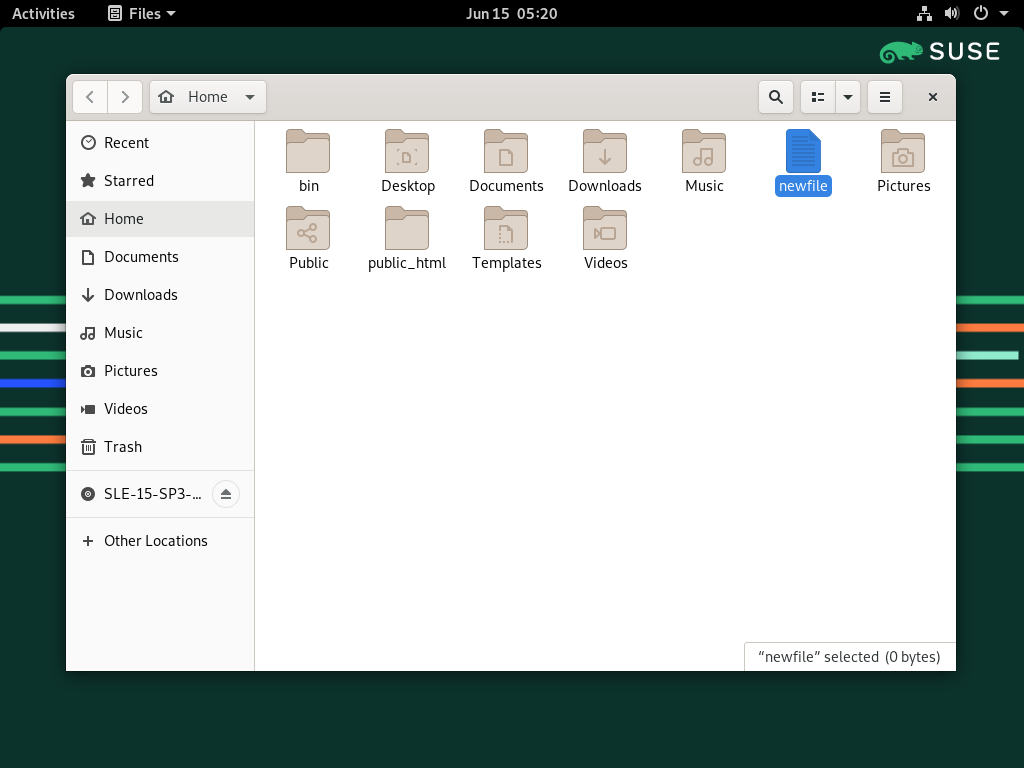 Activities Files Jun 15 05:20
SUSE
Home
Recent
Starred
Home
Documents
Downloads
Music
Pictures
Videos
Trash
SLE-15-SP3-...
Other Locations
bin Desktop Documents Downloads Music newfile Pictures
Public public_html Templates Videos
“newfile” selected (0 bytes)